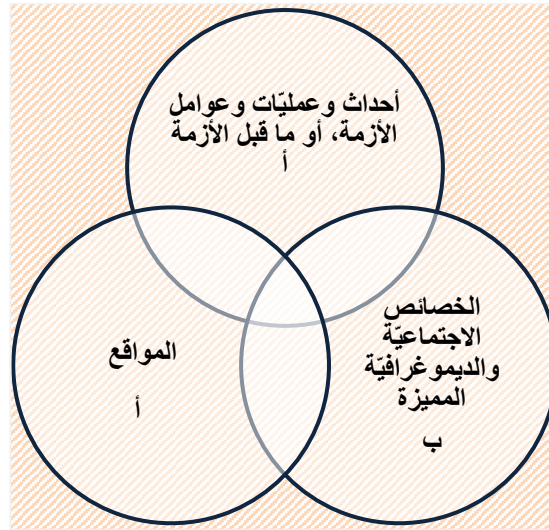 أحداث وعمليّات وعوامل
الأزمة، أو ما قبل الأزمة
أ
الخصائص
الاجتماعيّة
والديموغرافيّة
المميزة
ب
المواقع
أ